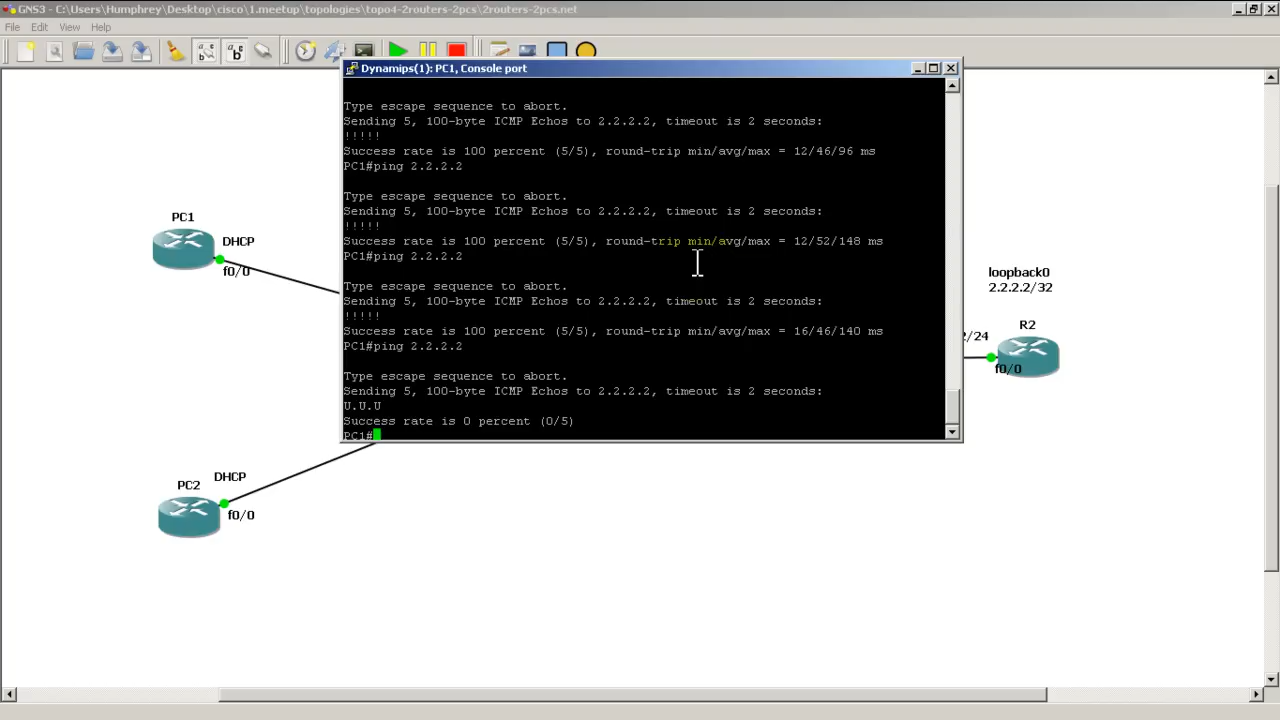 GNS3 - C:\Users\Humphrey\Desktop\cisco\1.meetup\topologies\topo4-2routers-2pcs\2routers-2pcs.net
File Edit View Help
Dynamips(1): PC1, Console port
Type escape sequence to abort.
Sending 5, 100-byte ICMP Echos to 2.2.2.2, timeout is 2 seconds:
!!!!!
Success rate is 100 percent (5/5), round-trip min/avg/max = 12/46/96 ms
PC1#ping 2.2.2.2
Type escape sequence to abort.
Sending 5, 100-byte ICMP Echos to 2.2.2.2, timeout is 2 seconds:
!!!!!
Success rate is 100 percent (5/5), round-trip min/avg/max = 12/52/148 ms
PC1#ping 2.2.2.2
Type escape sequence to abort.
Sending 5, 100-byte ICMP Echos to 2.2.2.2, timeout is 2 seconds:
!!!!!
Success rate is 100 percent (5/5), round-trip min/avg/max = 16/46/140 ms
PC1#ping 2.2.2.2
Type escape sequence to abort.
Sending 5, 100-byte ICMP Echos to 2.2.2.2, timeout is 2 seconds:
U.U.U
Success rate is 0 percent (0/5)
PC1#
PC1
DHCP
f0/0
loopback0
2.2.2.2/32
R2
/24
f0/0
DHCP
PC2
f0/0